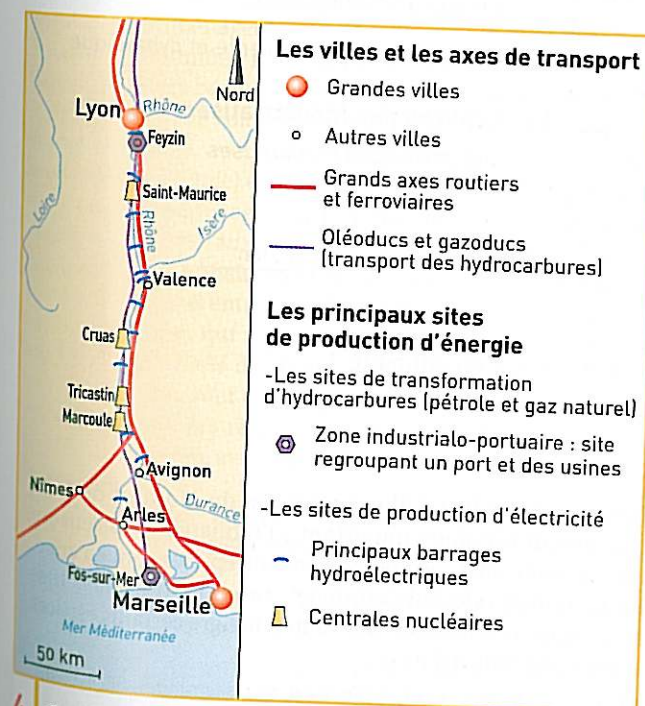 Nord
Lyon
Rhône
Feyzin
Saint-Maurice
Loire
Rhône
Isère
Valence
Cruas
Tricastin
Marcoule
Avignon
Nîmes
Durance
Arles
Fos-sur-Mer
Marseille
Mer Méditerranée
50 km
Les villes et les axes de transport
Grandes villes
Autres villes
Grands axes routiers
et ferroviaires
Oléoducs et gazoducs
(transport des hydrocarbures)
Les principaux sites
de production d'énergie
-Les sites de transformation
d'hydrocarbures (pétrole et gaz naturel)
Zone industrialo-portuaire : site
regroupant un port et des usines
-Les sites de production d'électricité
Principaux barrages
hydroélectriques
Centrales nucléaires